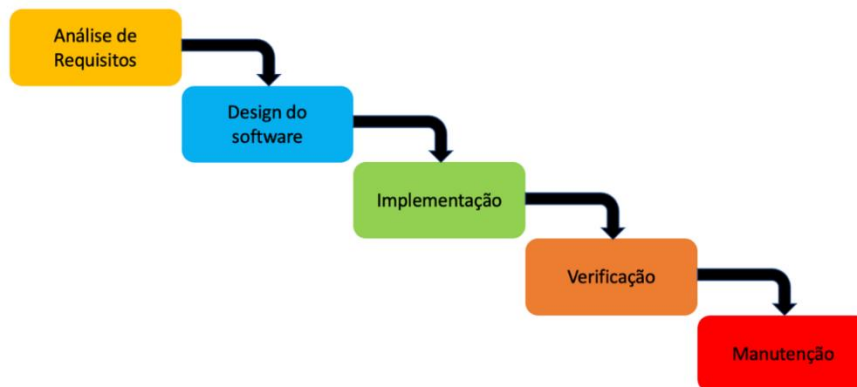 Análise de
Requisitos
Design do
software
Implementação
Verificação
Manutenção